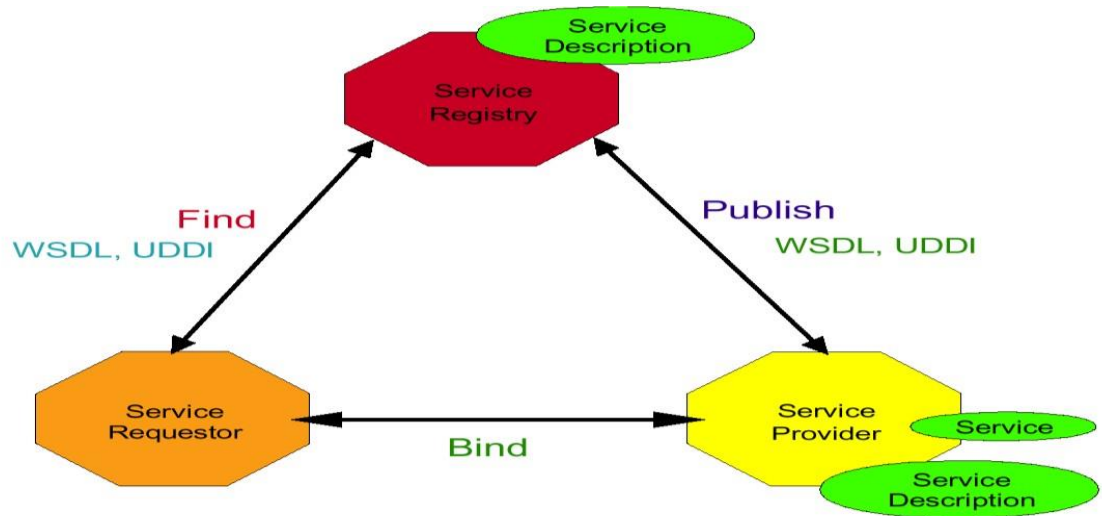 Service
Description
Service
Registry
Find
WSDL, UDDI
Publish
WSDL, UDDI
Service
Requestor
Bind
Service
Provider
Service
Service
Description